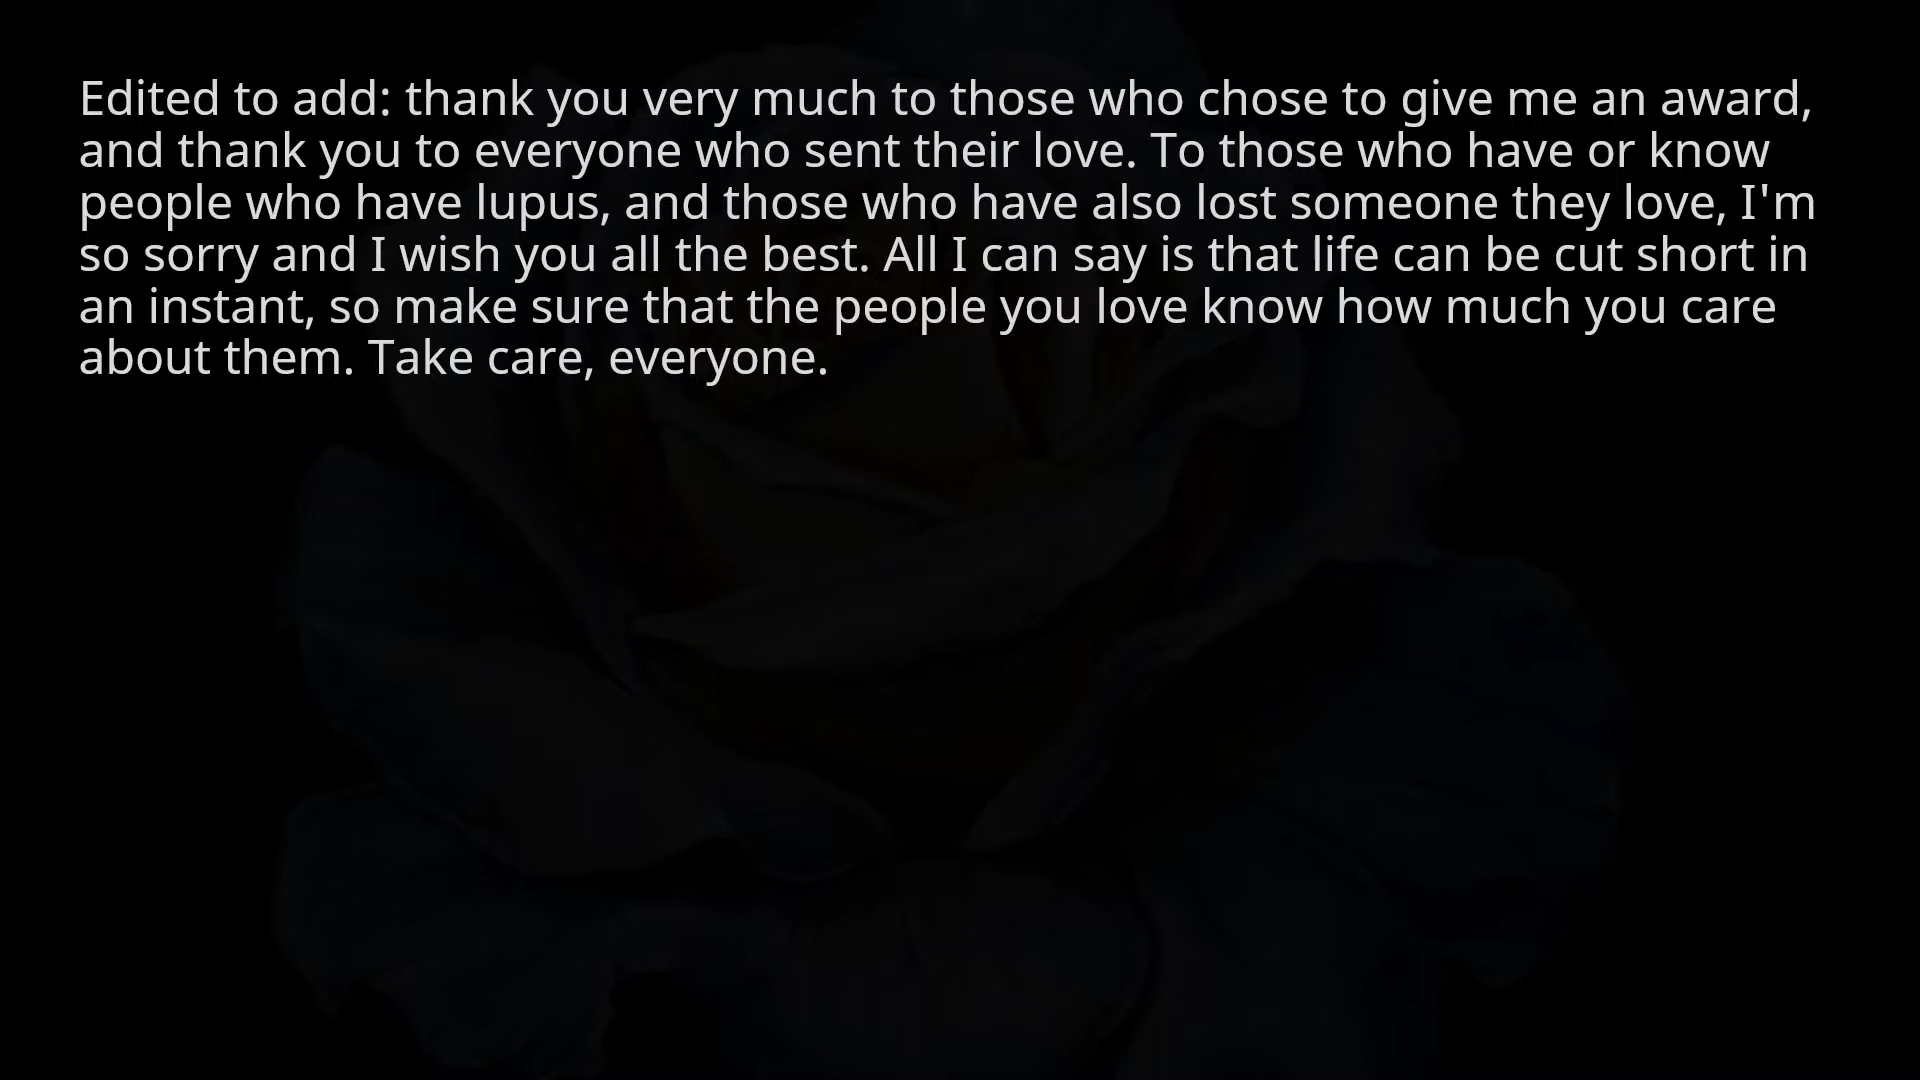 Edited to add: thank you very much to those who chose to give me an award,
and thank you to everyone who sent their love. To those who have or know
people who have lupus, and those who have also lost someone they love, I'm
so sorry and I wish you all the best. All I can say is that life can be cut short in
an instant, so make sure that the people you love know how much you care
about them. Take care, everyone.